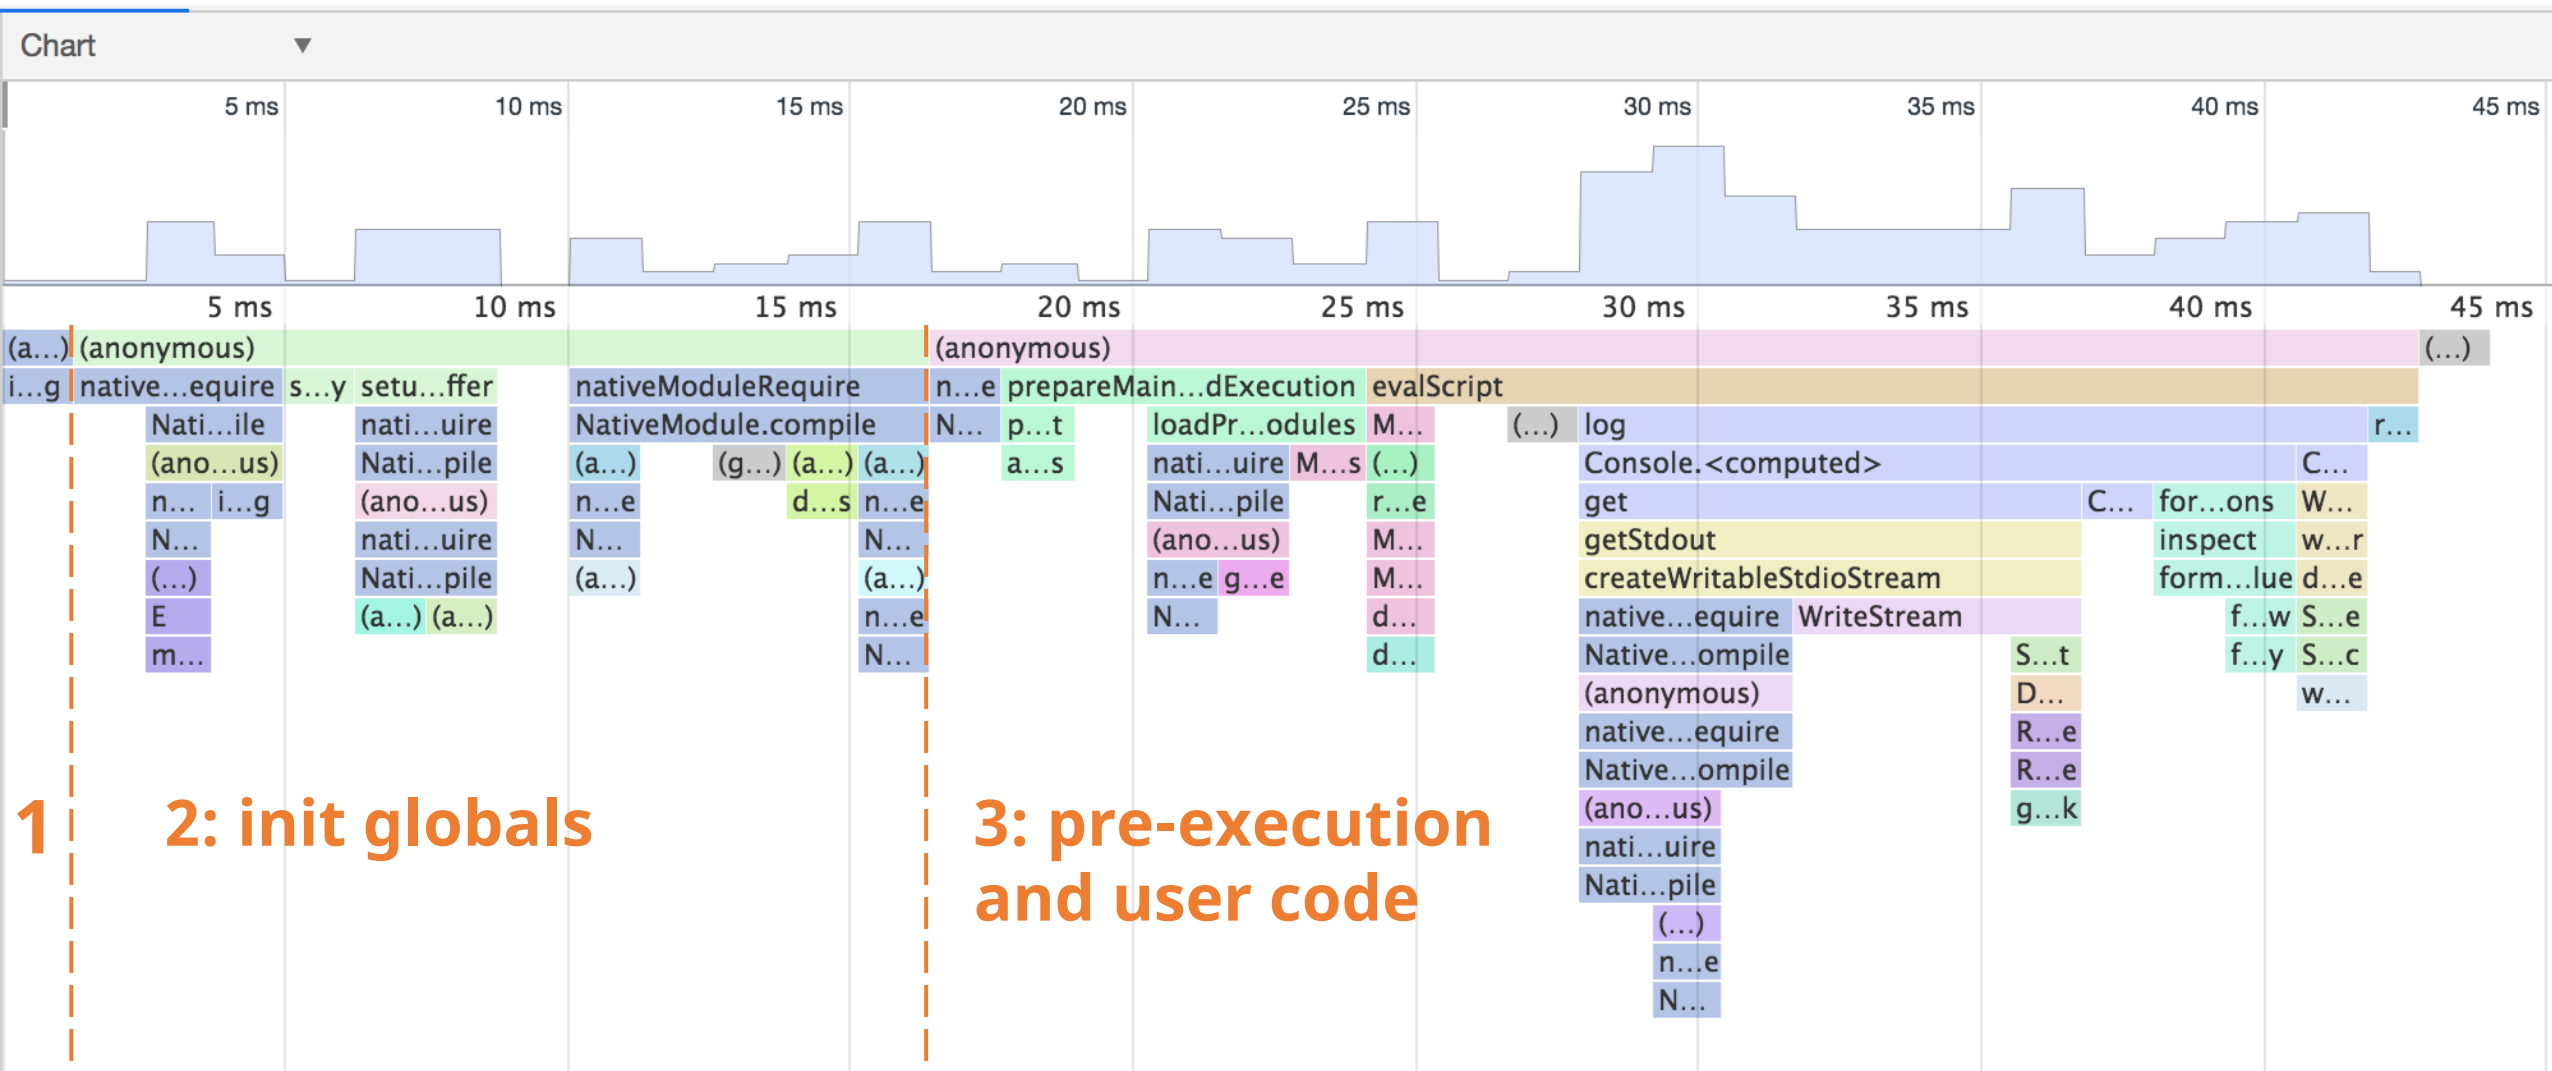 Chart ▼
5 ms 10 ms 15 ms 20 ms 25 ms 30 ms 35 ms 40 ms 45 ms
5 ms 10 ms 15 ms 20 ms 25 ms 30 ms 35 ms 40 ms 45 ms
(a...) (anonymous) (anonymous) (...)
i...g native...equire s...y setu...ffer nativeModuleRequire n...e prepareMain...dExecution evalScript
Nati...ile nati...uire NativeModule.compile N... p...t loadPr...odules M... (...) log r...
(ano...us) Nati...pile (a...) (g...) (a...) (a...) a...s nati...uire M...s (...) Console.<computed> C...
n... i...g (ano...us) n...e d...s n...e Nati...pile r...e get C... for...ons W...
N... nati...uire N... N... (ano...us) M... getStdout inspect w...r
(...) Nati...pile (a...) (a...) n...e g...e M... createWritableStdioStream form...lue d...e
E (a...) (a...) n...e N... d... native...equire WriteStream f...w S...e
m... N... d... Native...ompile S...t f...y S...c
(anonymous) D... w...
native...equire R...e
Native...ompile R...e
1 2: init globals 3: pre-execution
and user code
(ano...us) g...k
nati...uire
Nati...pile
(...)
n...e
N...